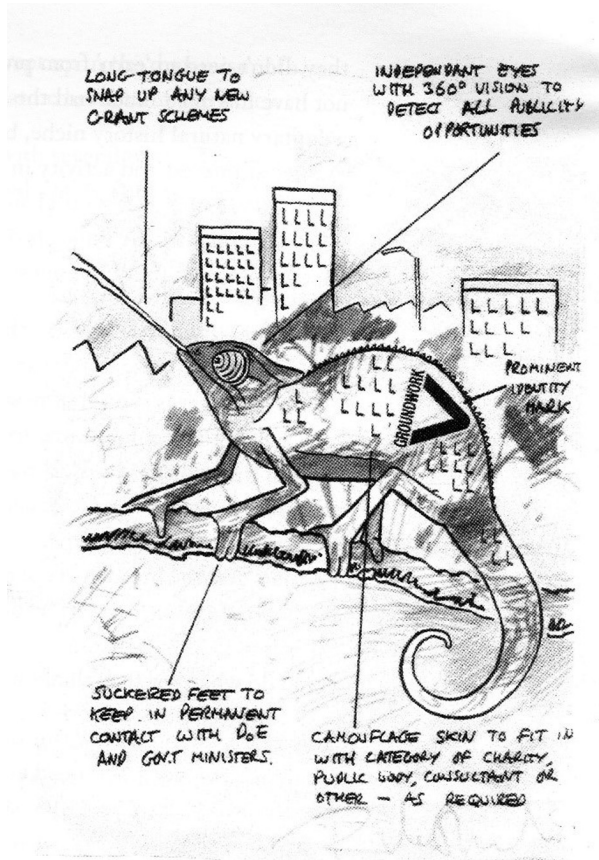 LONG TONGUE TO
SNAP UP ANY NEW
GRANT SCHEMES
INDEPENDANT EYES
WITH 360° VISION TO
DETECT ALL PUBLICITY
OPPORTUNITIES
PROMINENT
IDENTITY
MARK
GROUNDWORK
SUCKERED FEET TO
KEEP IN PERMANENT
CONTACT WITH DoE
AND GOVT MINISTERS.
CAMOUFLAGE SKIN TO FIT IN
WITH CATEGORY OF CHARITY,
PUBLIC BODY, CONSULTANT OR
OTHER — AS REQUIRED